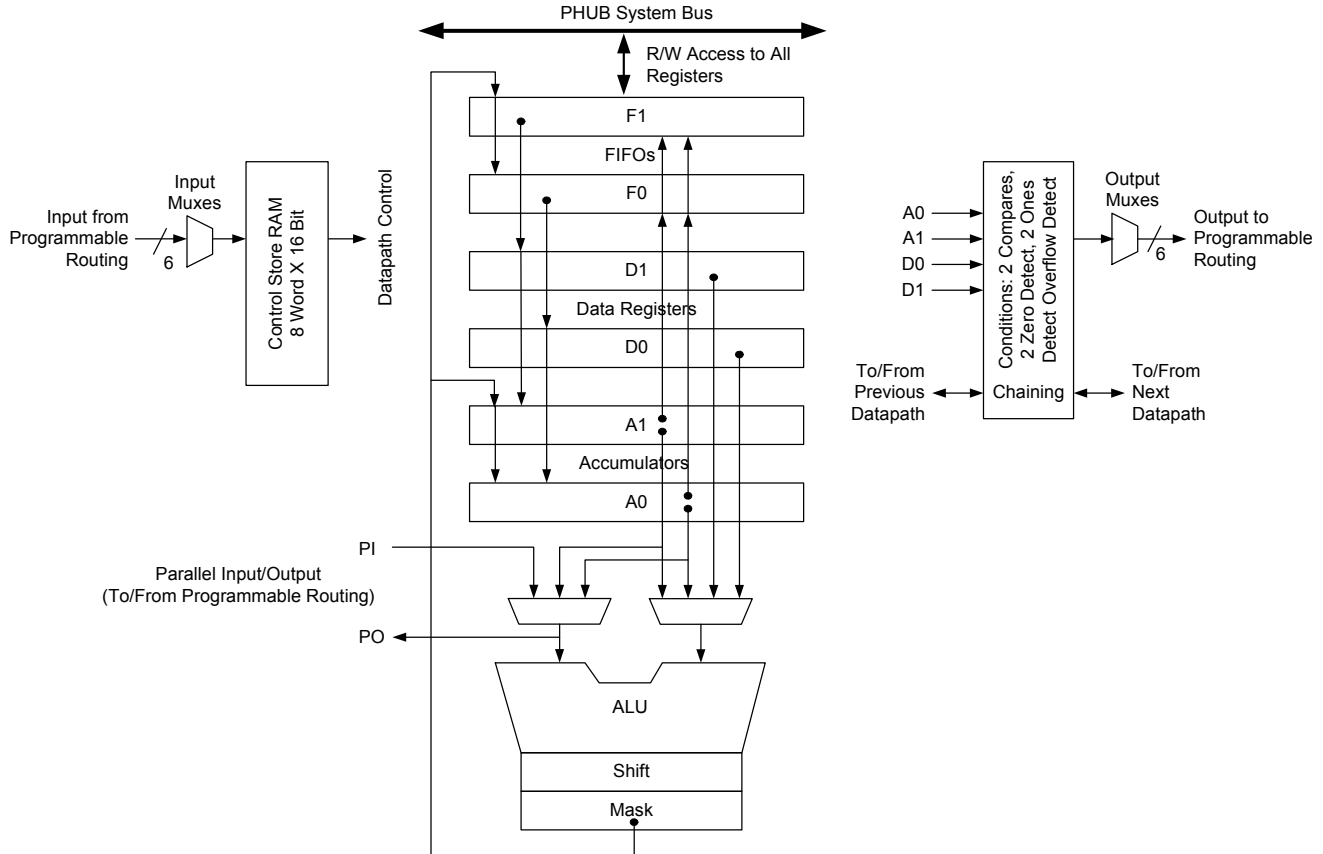 PHUB System Bus
R/W Access to All
Registers
F1
FIFOs
F0
D1
Data Registers
D0
A1
Accumulators
A0
Input from
Programmable
Routing
6
Input
Muxes
Control Store RAM
8 Word X 16 Bit
Datapath Control
A0
A1
D0
D1
Conditions: 2 Compares,
2 Zero Detect, 2 Ones
Detect Overflow Detect
Output
Muxes
6
Output to
Programmable
Routing
To/From
Previous
Datapath
Chaining
To/From
Next
Datapath
PI
Parallel Input/Output
(To/From Programmable Routing)
PO
ALU
Shift
Mask